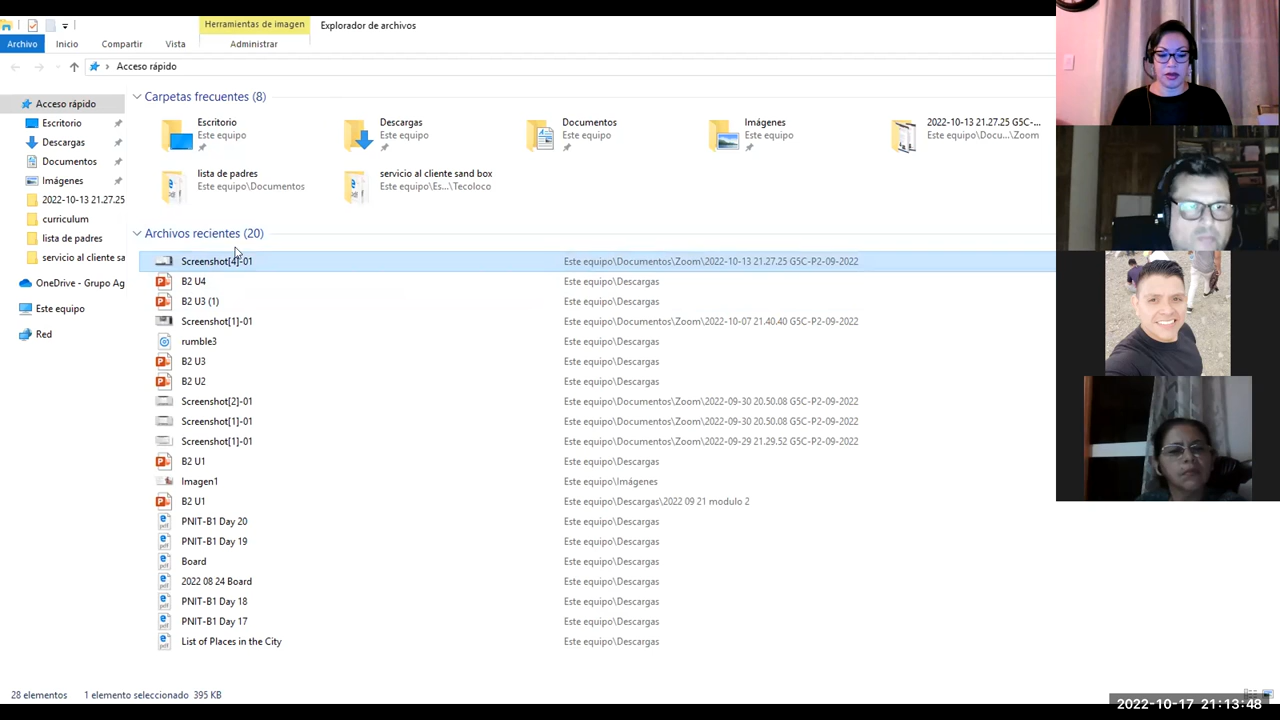 Herramientas de imagen
Explorador de archivos
Archivo
Inicio
Compartir
Vista
Administrar
Acceso rápido
Acceso rápido
Escritorio
Descargas
Documentos
Imágenes
2022-10-13 21.27.25
curriculum
lista de padres
servicio al cliente sa
OneDrive - Grupo Ag
Este equipo
Red
Carpetas frecuentes (8)
Escritorio
Este equipo
Descargas
Este equipo
Documentos
Este equipo
Imágenes
Este equipo
2022-10-13 21.27.25 G5C-...
Este equipo\Docu...\Zoom
lista de padres
Este equipo\Documentos
servicio al cliente sand box
Este equipo\Es...\Tecoloco
Archivos recientes (20)
Screenshot[4]-01 Este equipo\Documentos\Zoom\2022-10-13 21.27.25 G5C-P2-09-2022
B2 U4 Este equipo\Descargas
B2 U3 (1) Este equipo\Descargas
Screenshot[1]-01 Este equipo\Documentos\Zoom\2022-10-07 21.40.40 G5C-P2-09-2022
rumble3 Este equipo\Descargas
B2 U3 Este equipo\Descargas
B2 U2 Este equipo\Descargas
Screenshot[2]-01 Este equipo\Documentos\Zoom\2022-09-30 20.50.08 G5C-P2-09-2022
Screenshot[1]-01 Este equipo\Documentos\Zoom\2022-09-30 20.50.08 G5C-P2-09-2022
Screenshot[1]-01 Este equipo\Documentos\Zoom\2022-09-29 21.29.52 G5C-P2-09-2022
B2 U1 Este equipo\Descargas
Imagen1 Este equipo\Imágenes
B2 U1 Este equipo\Descargas\2022 09 21 modulo 2
PNIT-B1 Day 20 Este equipo\Descargas
PNIT-B1 Day 19 Este equipo\Descargas
Board Este equipo\Descargas
2022 08 24 Board Este equipo\Descargas
PNIT-B1 Day 18 Este equipo\Descargas
PNIT-B1 Day 17 Este equipo\Descargas
List of Places in the City Este equipo\Descargas
28 elementos 1 elemento seleccionado 395 KB
2022-10-17 21:13:48